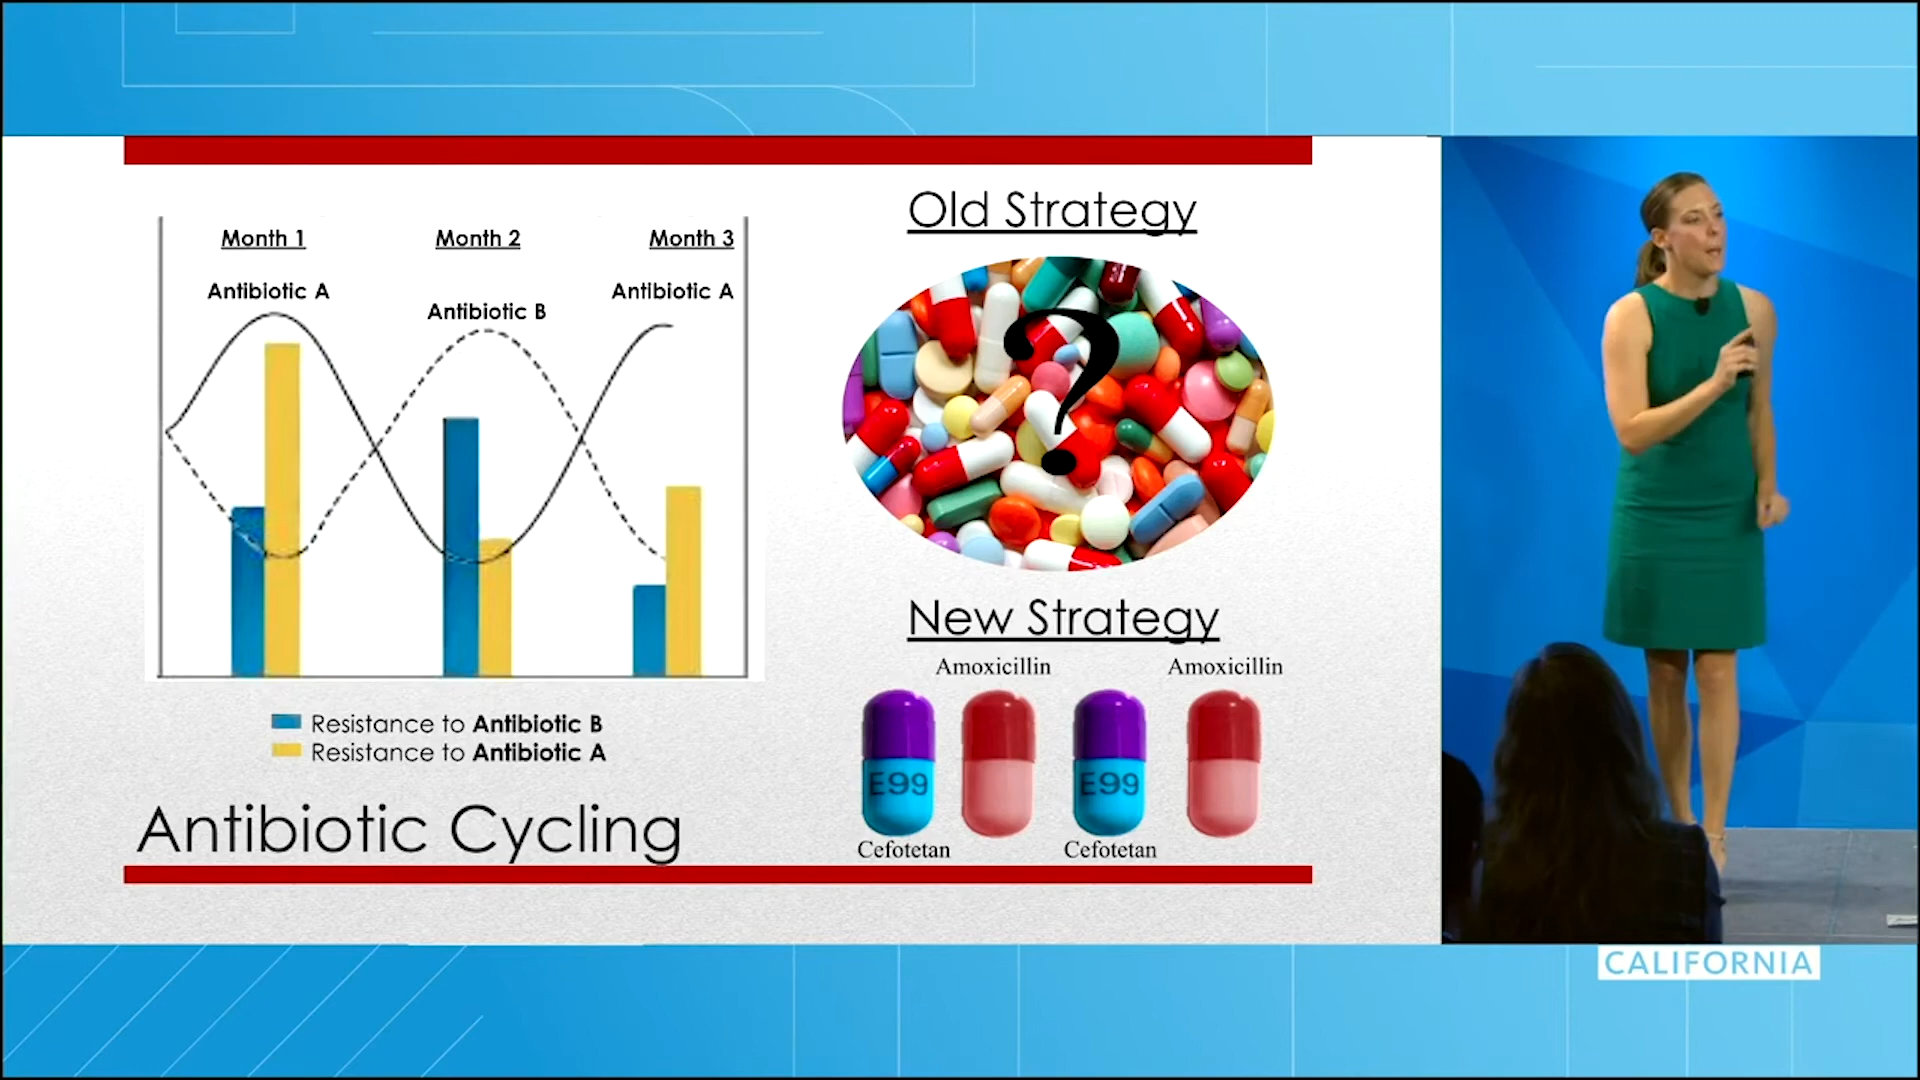 Month 1
Month 2
Month 3
Antibiotic A
Antibiotic B
Antibiotic A
Resistance to Antibiotic B
Resistance to Antibiotic A
Antibiotic Cycling
Old Strategy
?
New Strategy
Amoxicillin
Amoxicillin
E99
E99
Cefotetan
Cefotetan
CALIFORNIA